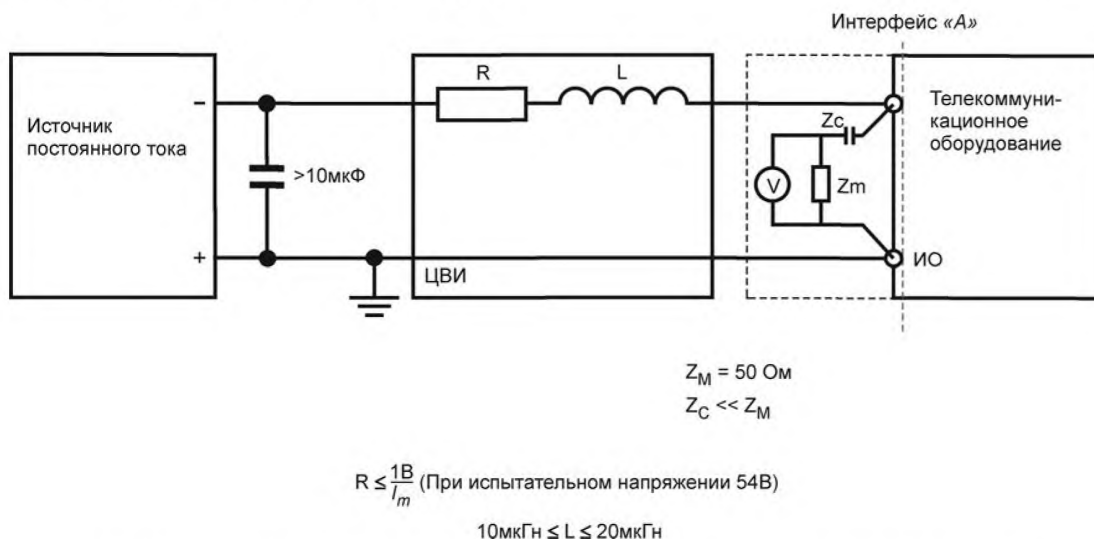 Интерфейс «А»
R
L
−
Источник
постоянного тока
>10мкФ
+
ЦВИ
Zc
V
Zm
ИО
Телекоммуни-
кационное
оборудование
Z_M = 50 Ом
Z_C << Z_M
R ≤ 1В/I_m (При испытательном напряжении 54В)
10мкГн ≤ L ≤ 20мкГн